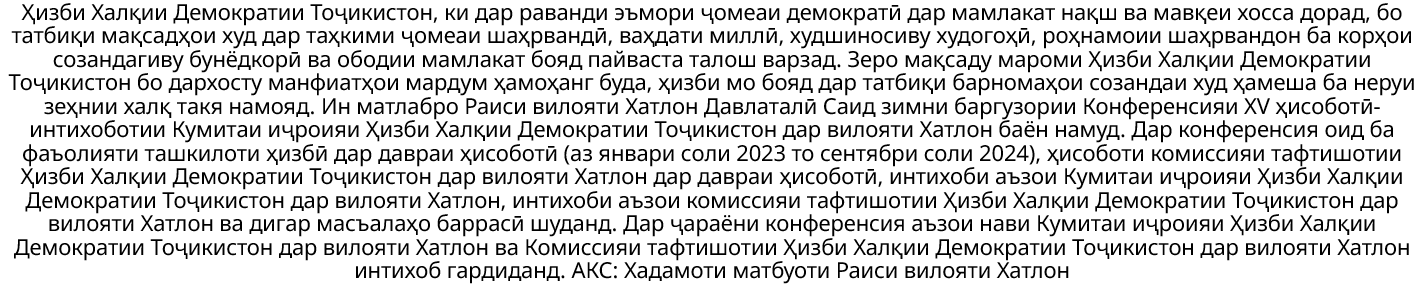 Ҳизби Халқии Демократии Тоҷикистон, ки дар раванди эъмори ҷомеаи демократӣ дар мамлакат нақш ва мавқеи хосса дорад, бо
татбиқи мақсадҳои худ дар таҳкими ҷомеаи шаҳрвандӣ, ваҳдати миллӣ, худшиносиву худогоҳӣ, роҳнамоии шаҳрвандон ба корҳои
созандагиву бунёдкорӣ ва ободии мамлакат бояд пайваста талош варзад. Зеро мақсаду мароми Ҳизби Халқии Демократии
Тоҷикистон бо дархосту манфиатҳои мардум ҳамоҳанг буда, ҳизби мо бояд дар татбиқи барномаҳои созандаи худ ҳамеша ба неруи
зеҳнии халқ такя намояд. Ин матлабро Раиси вилояти Хатлон Давлаталӣ Саид зимни баргузории Конференсияи XV ҳисоботӣ-
интихоботии Кумитаи иҷроияи Ҳизби Халқии Демократии Тоҷикистон дар вилояти Хатлон баён намуд. Дар конференсия оид ба
фаъолияти ташкилоти ҳизбӣ дар давраи ҳисоботӣ (аз январи соли 2023 то сентябри соли 2024), ҳисоботи комиссияи тафтишотии
Ҳизби Халқии Демократии Тоҷикистон дар вилояти Хатлон дар давраи ҳисоботӣ, интихоби аъзои Кумитаи иҷроияи Ҳизби Халқии
Демократии Тоҷикистон дар вилояти Хатлон, интихоби аъзои комиссияи тафтишотии Ҳизби Халқии Демократии Тоҷикистон дар
вилояти Хатлон ва дигар масъалаҳо баррасӣ шуданд. Дар ҷараёни конференсия аъзои нави Кумитаи иҷроияи Ҳизби Халқии
Демократии Тоҷикистон дар вилояти Хатлон ва Комиссияи тафтишотии Ҳизби Халқии Демократии Тоҷикистон дар вилояти Хатлон
интихоб гардиданд. АКС: Хадамоти матбуоти Раиси вилояти Хатлон